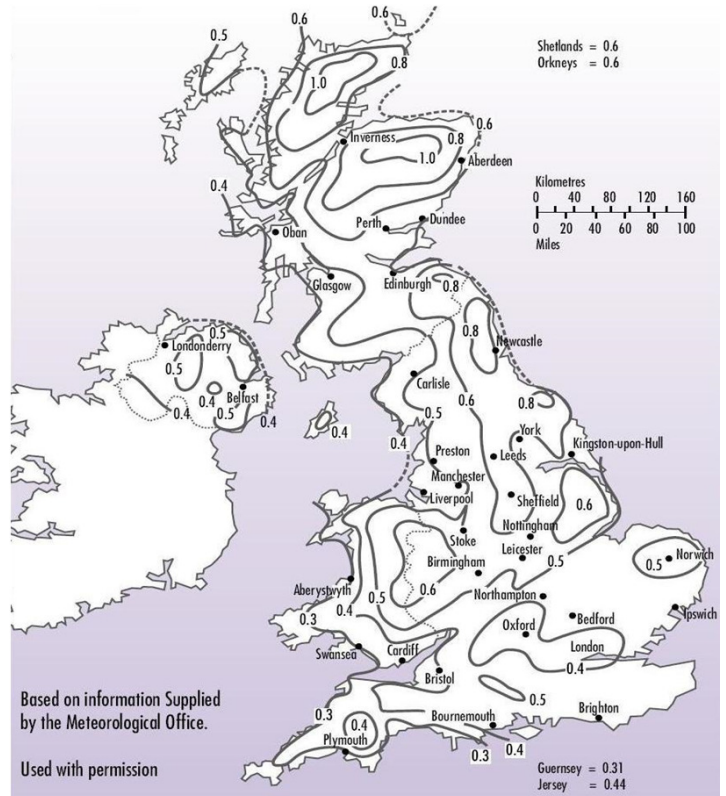 0.6
0.6
0.5
0.8
Shetlands = 0.6
Orkneys = 0.6
1.0
0.6
0.6
Inverness
0.8
1.0
Aberdeen
Kilometres
0 40 80 120 160
0 20 40 60 80 100
Miles
0.4
Perth
Dundee
Oban
Glasgow
Edinburgh
0.8
0.5
Londonderry
0.5
0.8
Newcastle
0.4
Belfast
0.4
0.5
0.4
Carlisle
0.6
0.5
0.8
0.4
0.4
York
Kingston-upon-Hull
Preston
Leeds
Manchester
Liverpool
Sheffield
0.6
Nottingham
Stoke
Leicester
0.5
Norwich
0.5
Birmingham
0.6
Aberystwyth
0.5
Northampton
0.4
0.3
Bedford
Ipswich
Oxford
London
Swansea
Cardiff
0.4
Bristol
0.5
Based on information Supplied
by the Meteorological Office.
0.3
0.4
Bournemouth
Brighton
Plymouth
0.3
0.4
Used with permission
Guernsey = 0.31
Jersey = 0.44